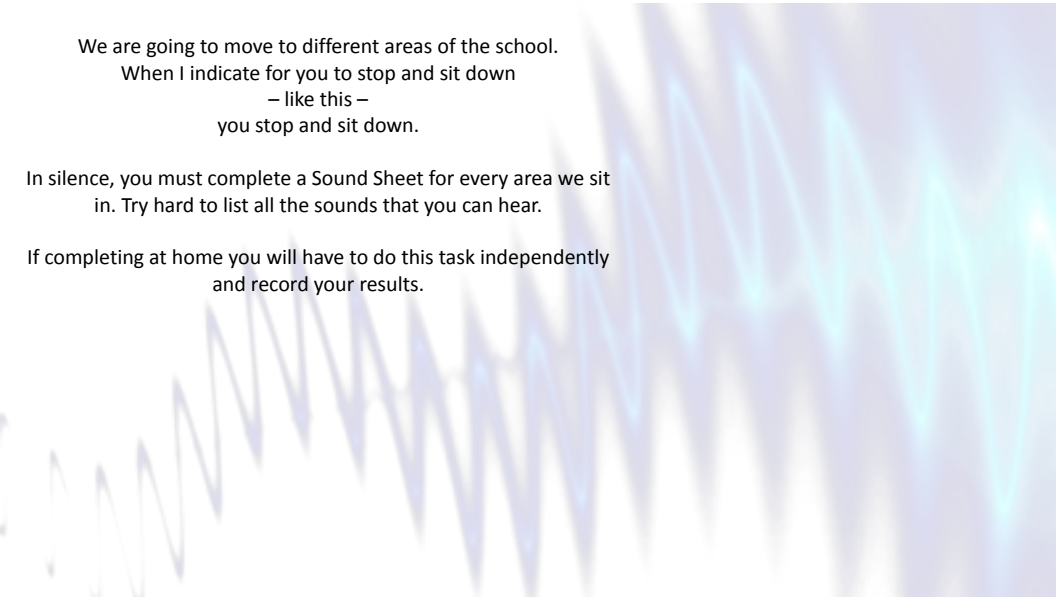 We are going to move to different areas of the school.
When I indicate for you to stop and sit down
– like this –
you stop and sit down.
In silence, you must complete a Sound Sheet for every area we sit
in. Try hard to list all the sounds that you can hear.
If completing at home you will have to do this task independently
and record your results.